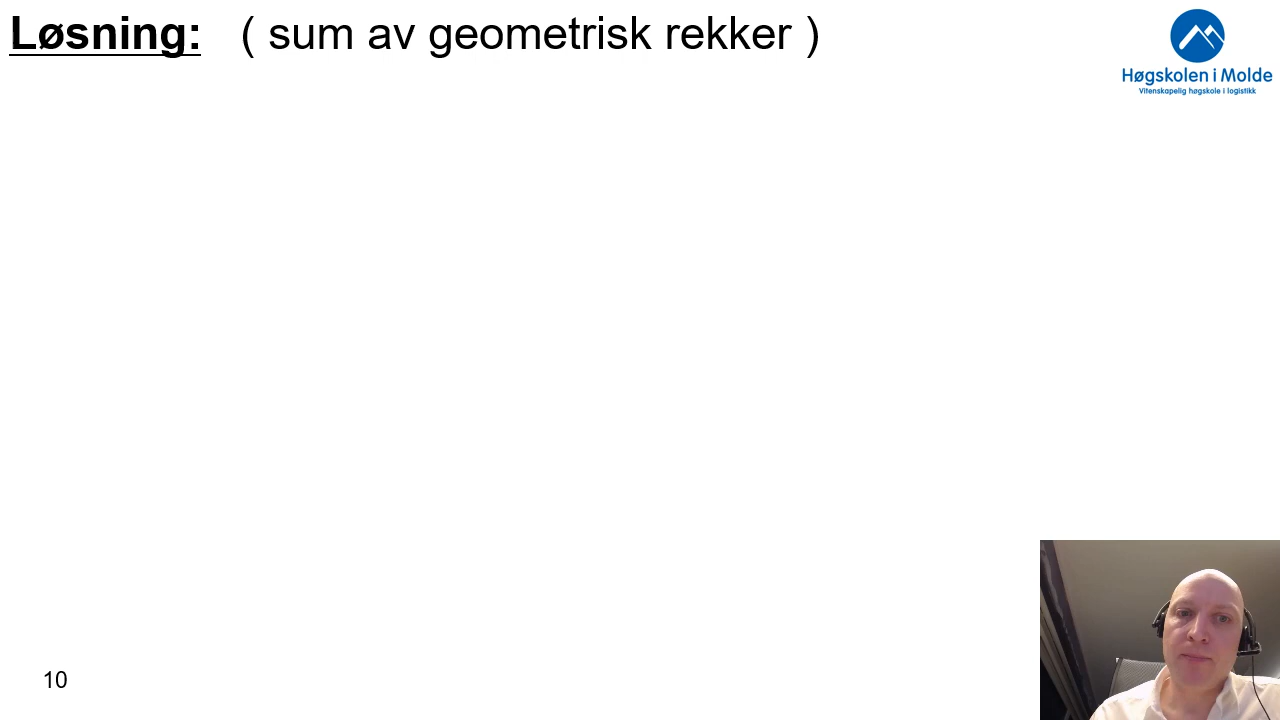 Løsning: ( sum av geometrisk rekker )
Høgskolen i Molde
Vitenskapelig høgskole i logistikk
10